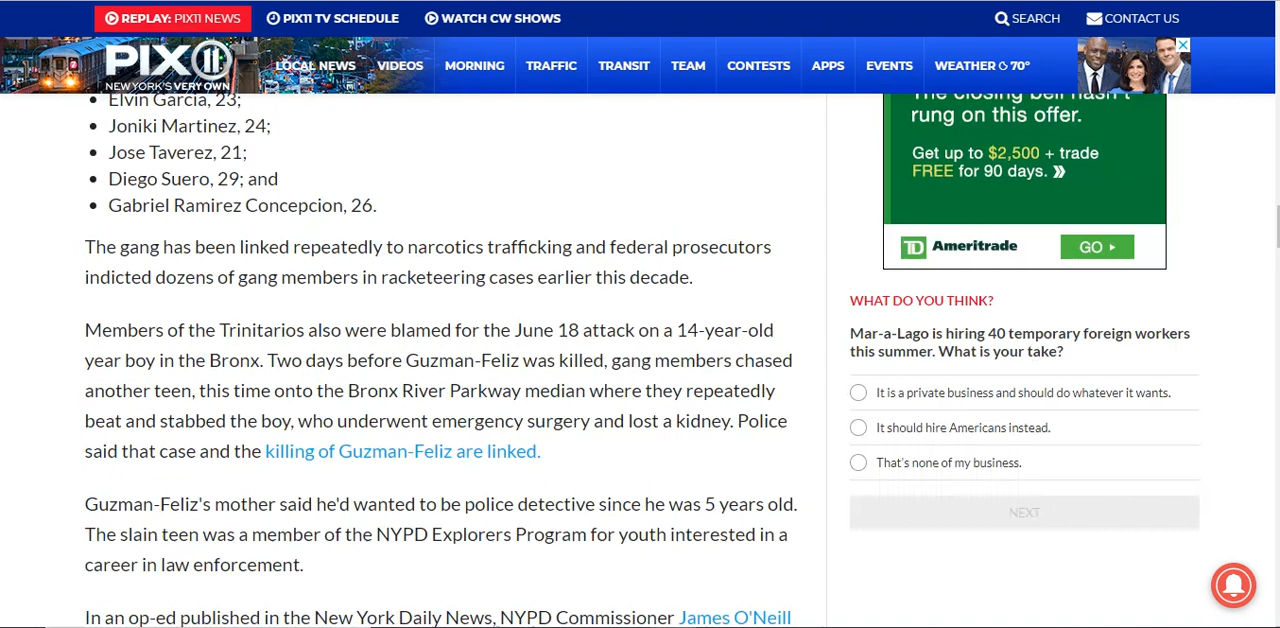 REPLAY: PIX11 NEWS
PIX11 TV SCHEDULE
WATCH CW SHOWS
SEARCH
CONTACT US
PIX 11
NEW YORK'S VERY OWN
LOCAL NEWS
VIDEOS
MORNING
TRAFFIC
TRANSIT
TEAM
CONTESTS
APPS
EVENTS
WEATHER 70°
• Elvin Garcia, 23;
• Joniki Martinez, 24;
• Jose Taverez, 21;
• Diego Suero, 29; and
• Gabriel Ramirez Concepcion, 26.
The gang has been linked repeatedly to narcotics trafficking and federal prosecutors
indicted dozens of gang members in racketeering cases earlier this decade.
Members of the Trinitarios also were blamed for the June 18 attack on a 14-year-old
year boy in the Bronx. Two days before Guzman-Feliz was killed, gang members chased
another teen, this time onto the Bronx River Parkway median where they repeatedly
beat and stabbed the boy, who underwent emergency surgery and lost a kidney. Police
said that case and the killing of Guzman-Feliz are linked.
Guzman-Feliz's mother said he'd wanted to be police detective since he was 5 years old.
The slain teen was a member of the NYPD Explorers Program for youth interested in a
career in law enforcement.
In an op-ed published in the New York Daily News, NYPD Commissioner James O'Neill
The closing bell hasn't
rung on this offer.
Get up to $2,500 + trade
FREE for 90 days. »
TD Ameritrade
GO
WHAT DO YOU THINK?
Mar-a-Lago is hiring 40 temporary foreign workers
this summer. What is your take?
It is a private business and should do whatever it wants.
It should hire Americans instead.
That's none of my business.
NEXT